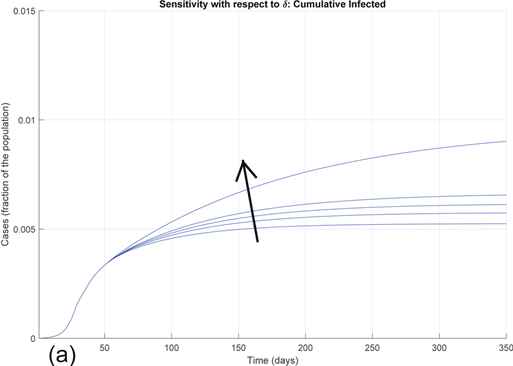 Sensitivity with respect to δ: Cumulative Infected
0.015
0.01
0.005
0
Cases (fraction of the population)
50
100
150
200
250
300
350
Time (days)
(a)